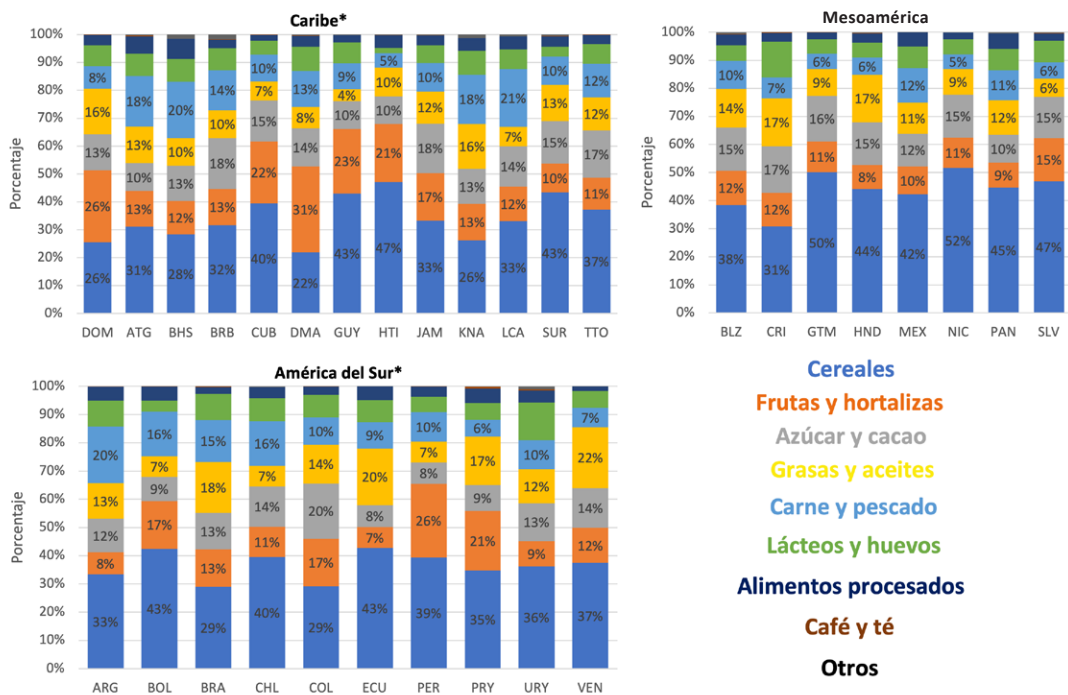 Caribe*
Porcentaje
100%
90%
80%
70%
60%
50%
40%
30%
20%
10%
0%
8% 18% 20% 14% 10% 13% 9% 5% 10% 18% 21% 10% 12%
16% 13% 10% 10% 7% 8% 4% 10% 12% 16% 7% 13% 12%
13% 10% 13% 18% 15% 14% 10% 10% 18% 13% 14% 15% 17%
26% 13% 12% 13% 22% 31% 23% 21% 17% 13% 12% 10% 11%
26% 31% 28% 32% 40% 22% 43% 47% 33% 26% 33% 43% 37%
DOM ATG BHS BRB CUB DMA GUY HTI JAM KNA LCA SUR TTO
Mesoamérica
Porcentaje
100%
90%
80%
70%
60%
50%
40%
30%
20%
10%
0%
10% 7% 6% 6% 12% 5% 11% 6%
14% 17% 9% 17% 11% 9% 12% 6%
15% 17% 16% 15% 12% 15% 10% 15%
12% 12% 11% 8% 10% 11% 9% 15%
38% 31% 50% 44% 42% 52% 45% 47%
BLZ CRI GTM HND MEX NIC PAN SLV
América del Sur*
Porcentaje
100%
90%
80%
70%
60%
50%
40%
30%
20%
10%
0%
20% 16% 15% 16% 10% 9% 10% 6% 10% 7%
13% 7% 18% 7% 14% 20% 7% 17% 12% 22%
12% 9% 13% 14% 20% 8% 8% 9% 13% 14%
8% 17% 13% 11% 17% 7% 26% 21% 9% 12%
33% 43% 29% 40% 29% 43% 39% 35% 36% 37%
ARG BOL BRA CHL COL ECU PER PRY URY VEN
Cereales
Frutas y hortalizas
Azúcar y cacao
Grasas y aceites
Carne y pescado
Lácteos y huevos
Alimentos procesados
Café y té
Otros